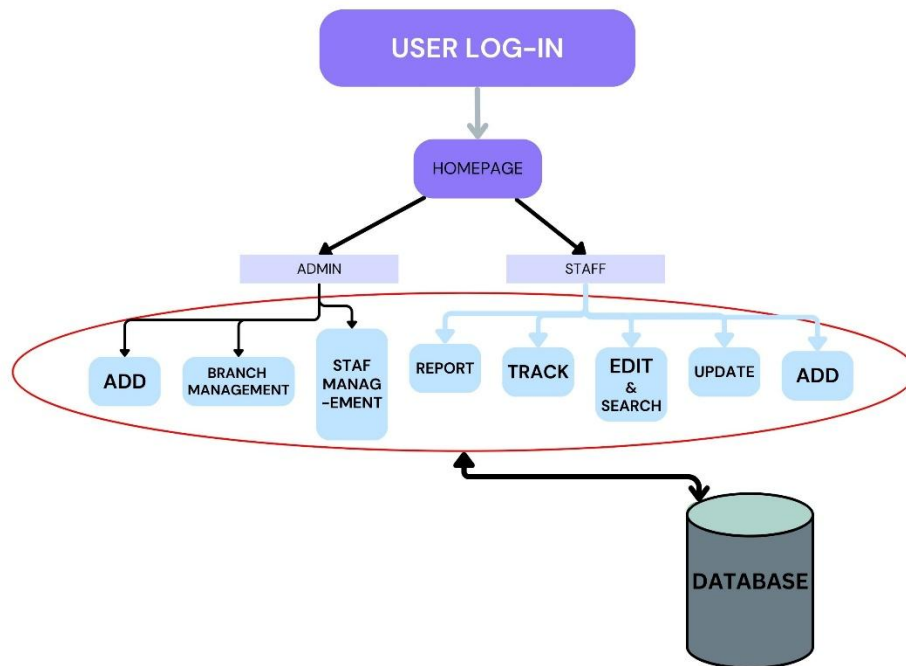 USER LOG-IN
HOMEPAGE
ADMIN
STAFF
ADD
BRANCH
MANAGEMENT
STAF
MANAG
-EMENT
REPORT
TRACK
EDIT
&
SEARCH
UPDATE
ADD
DATABASE